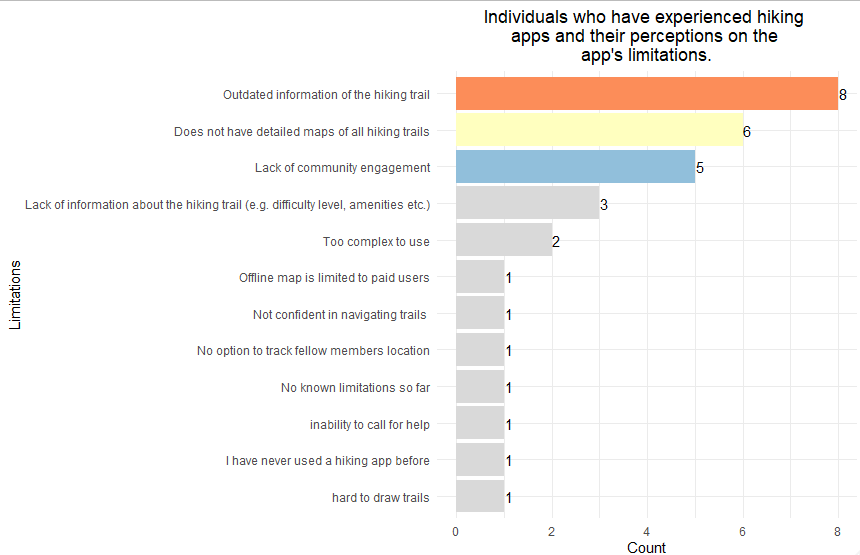 Individuals who have experienced hiking
apps and their perceptions on the
app's limitations.
Limitations
Outdated information of the hiking trail 8
Does not have detailed maps of all hiking trails 6
Lack of community engagement 5
Lack of information about the hiking trail (e.g. difficulty level, amenities etc.) 3
Too complex to use 2
Offline map is limited to paid users 1
Not confident in navigating trails 1
No option to track fellow members location 1
No known limitations so far 1
inability to call for help 1
I have never used a hiking app before 1
hard to draw trails 1
0 2 4 6 8
Count